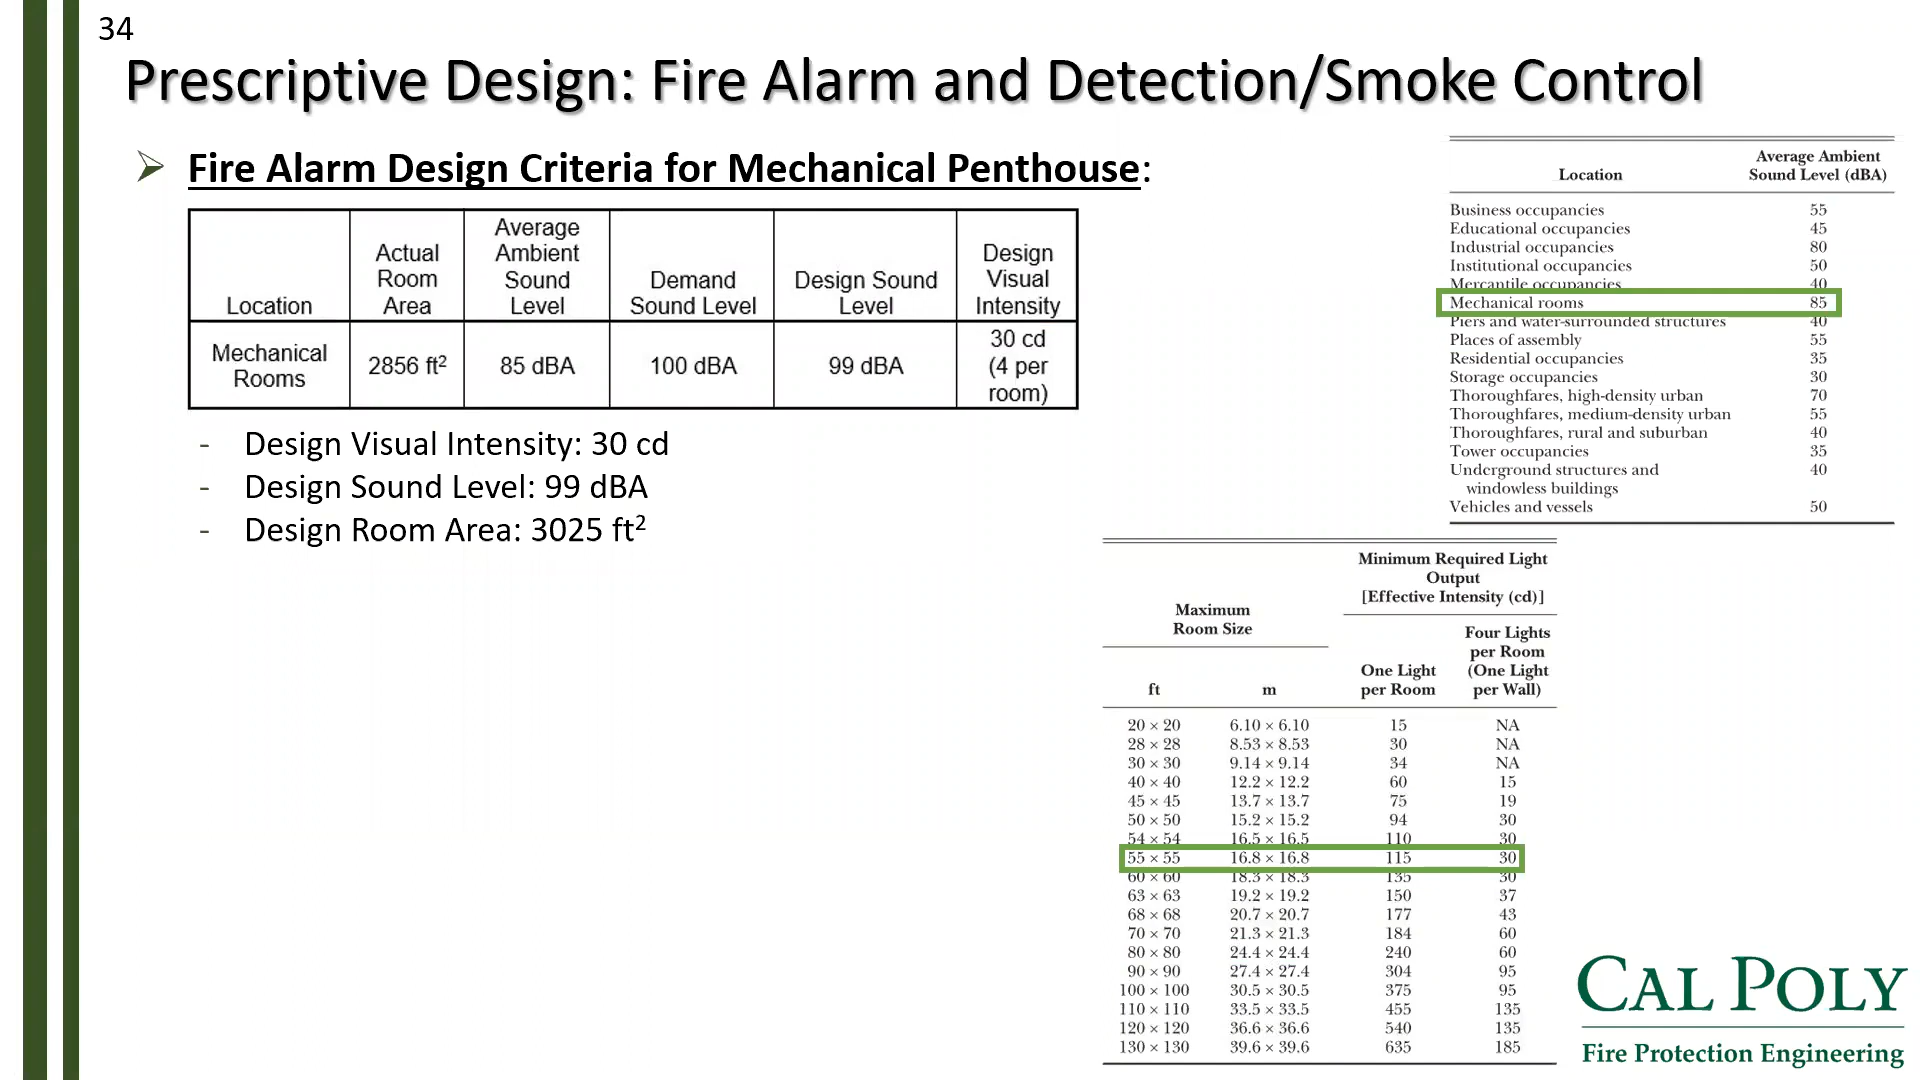 34
Prescriptive Design: Fire Alarm and Detection/Smoke Control
Fire Alarm Design Criteria for Mechanical Penthouse:
Location | Actual Room Area | Average Ambient Sound Level | Demand Sound Level | Design Sound Level | Design Visual Intensity
Mechanical Rooms | 2856 ft² | 85 dBA | 100 dBA | 99 dBA | 30 cd (4 per room)
- Design Visual Intensity: 30 cd
- Design Sound Level: 99 dBA
- Design Room Area: 3025 ft²
Location | Average Ambient Sound Level (dBA)
Business occupancies 55
Educational occupancies 45
Industrial occupancies 80
Institutional occupancies 50
Mercantile occupancies 40
Mechanical rooms 85
Piers and water-surrounded structures 40
Places of assembly 55
Residential occupancies 35
Storage occupancies 30
Thoroughfares, high-density urban 70
Thoroughfares, medium-density urban 55
Thoroughfares, rural and suburban 40
Tower occupancies 35
Underground structures and 40
windowless buildings
Vehicles and vessels 50
Maximum Room Size
Minimum Required Light Output [Effective Intensity (cd)]
ft | m | One Light per Room | Four Lights per Room (One Light per Wall)
20 × 20 6.10 × 6.10 15 NA
28 × 28 8.53 × 8.53 30 NA
30 × 30 9.14 × 9.14 34 NA
40 × 40 12.2 × 12.2 60 15
45 × 45 13.7 × 13.7 75 19
50 × 50 15.2 × 15.2 94 30
54 × 54 16.5 × 16.5 110 30
55 × 55 16.8 × 16.8 115 30
60 × 60 18.3 × 18.3 135 30
63 × 63 19.2 × 19.2 150 37
68 × 68 20.7 × 20.7 177 43
70 × 70 21.3 × 21.3 184 60
80 × 80 24.4 × 24.4 240 60
90 × 90 27.4 × 27.4 304 95
100 × 100 30.5 × 30.5 375 95
110 × 110 33.5 × 33.5 455 135
120 × 120 36.6 × 36.6 540 135
130 × 130 39.6 × 39.6 635 185
CAL POLY
Fire Protection Engineering